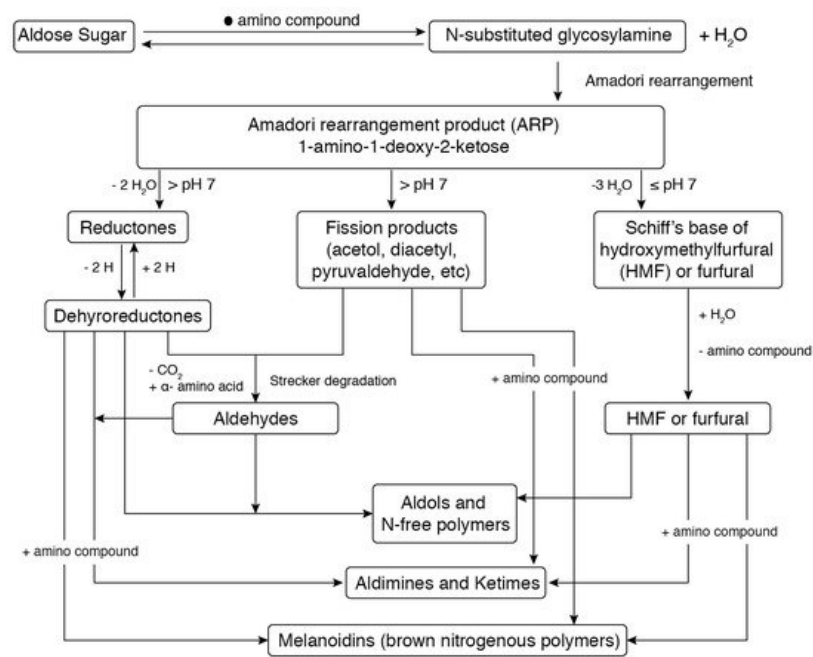 ● amino compound
Aldose Sugar
N-substituted glycosylamine
+ H₂O
Amadori rearrangement
Amadori rearrangement product (ARP)
1-amino-1-deoxy-2-ketose
- 2 H₂O
> pH 7
> pH 7
-3 H₂O
≤ pH 7
Reductones
Fission products
(acetol, diacetyl,
pyruvaldehyde, etc)
Schiff's base of
hydroxymethylfurfural
(HMF) or furfural
- 2 H
+ 2 H
Dehyroreductones
+ H₂O
- amino compound
- CO₂
+ α- amino acid
Strecker degradation
+ amino compound
Aldehydes
HMF or furfural
Aldols and
N-free polymers
+ amino compound
+ amino compound
Aldimines and Ketimes
Melanoidins (brown nitrogenous polymers)